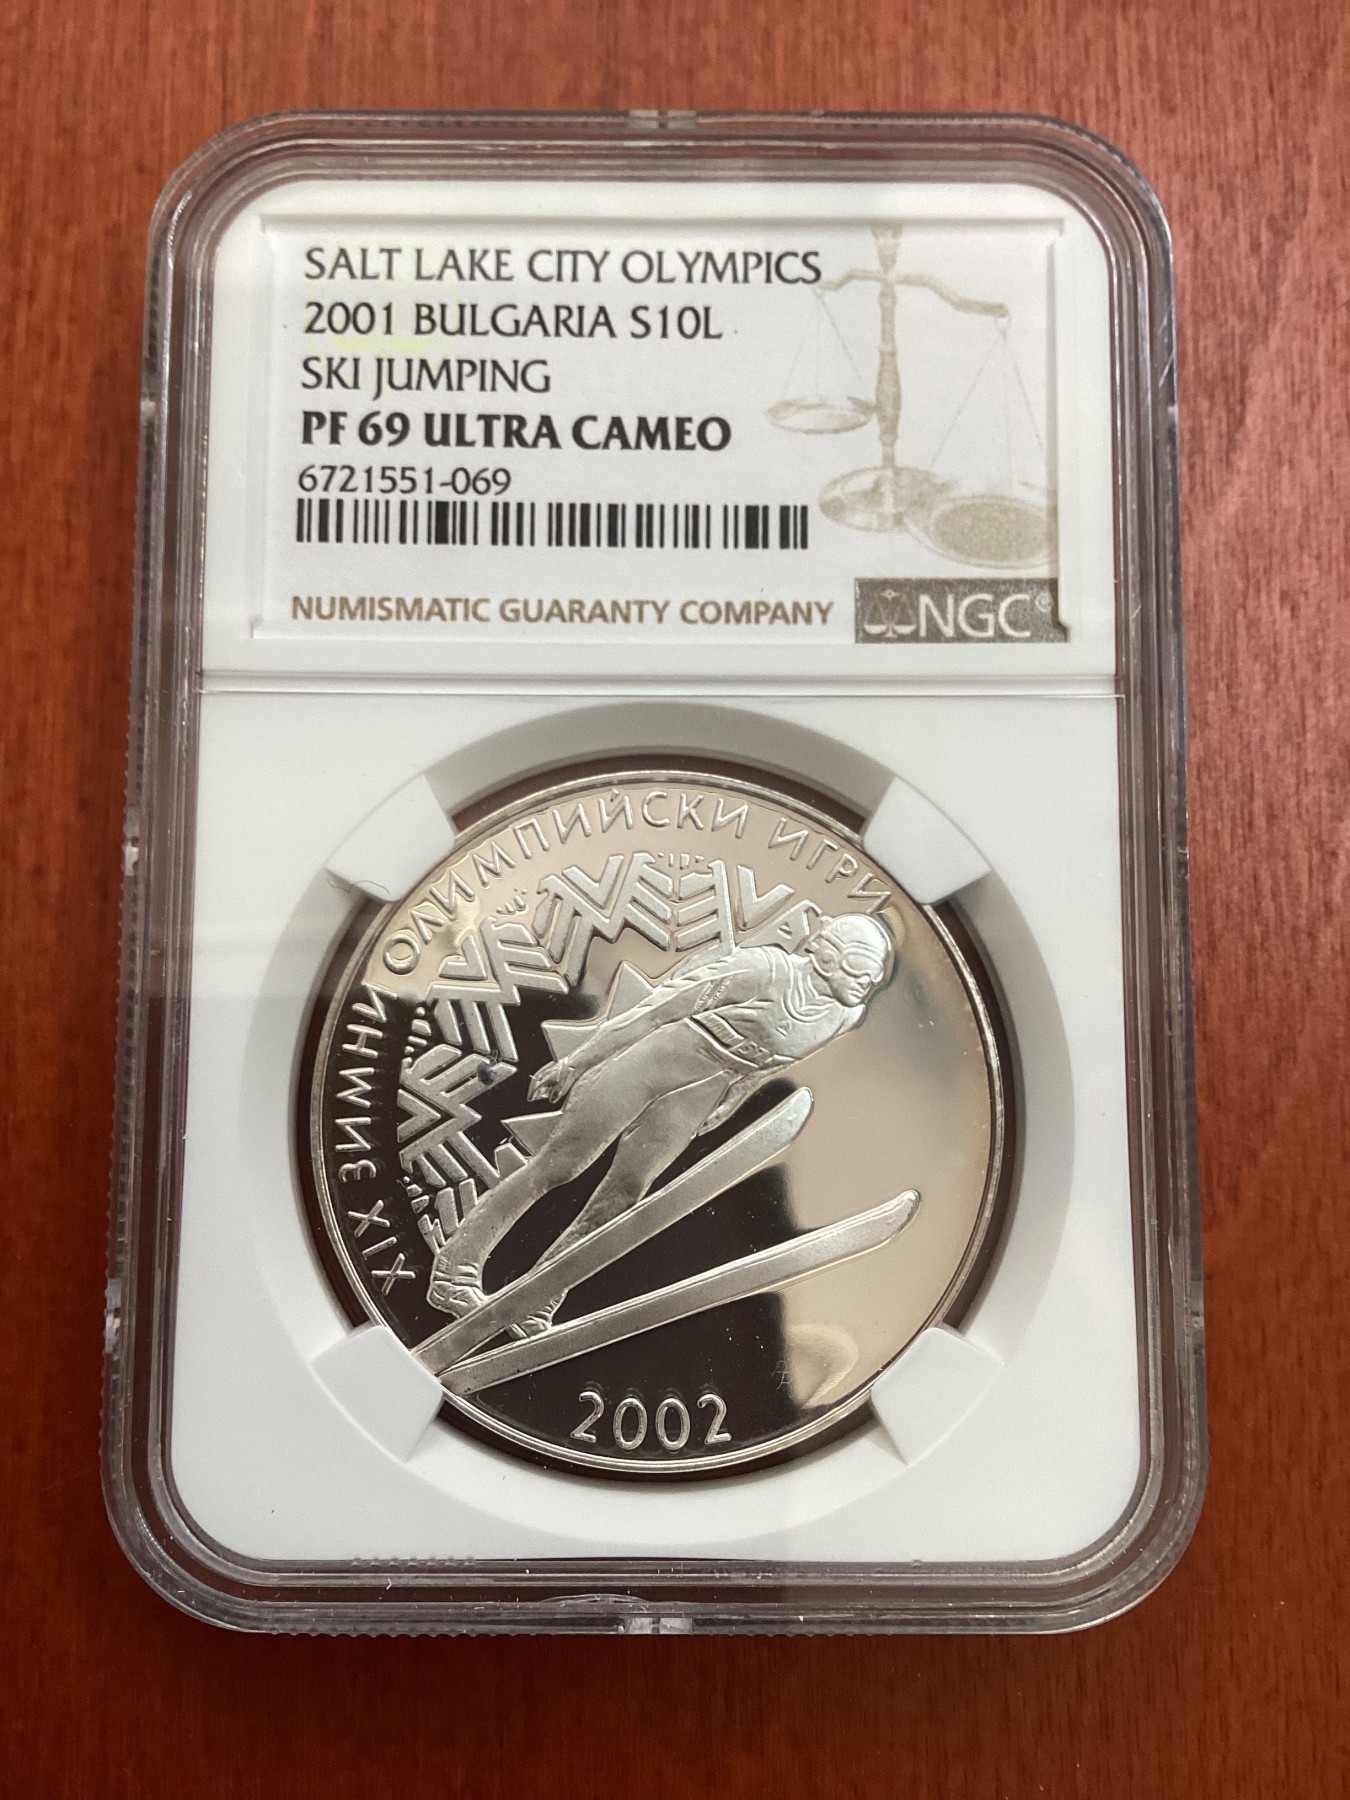 SALT LAKE CITY OLYMPICS
2001 BULGARIA S10L
SKI JUMPING
PF 69 ULTRA CAMEO
6721551-069
NUMISMATIC GUARANTY COMPANY
NGC®
XIX ЗИМНИ ОЛИМПИЙСКИ ИГРИ
2002